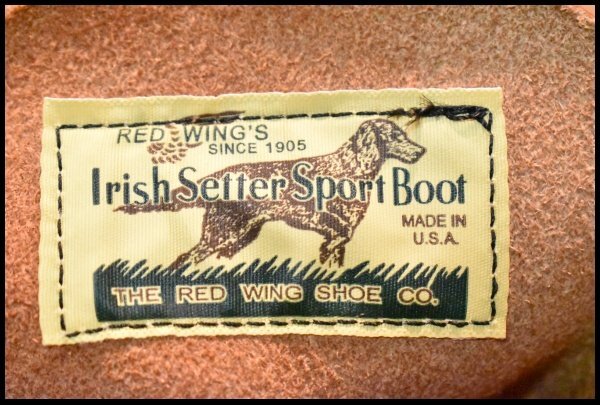 RED WING'S
SINCE 1905
Irish Setter Sport Boot
MADE IN
U.S.A.
THE RED WING SHOE CO.